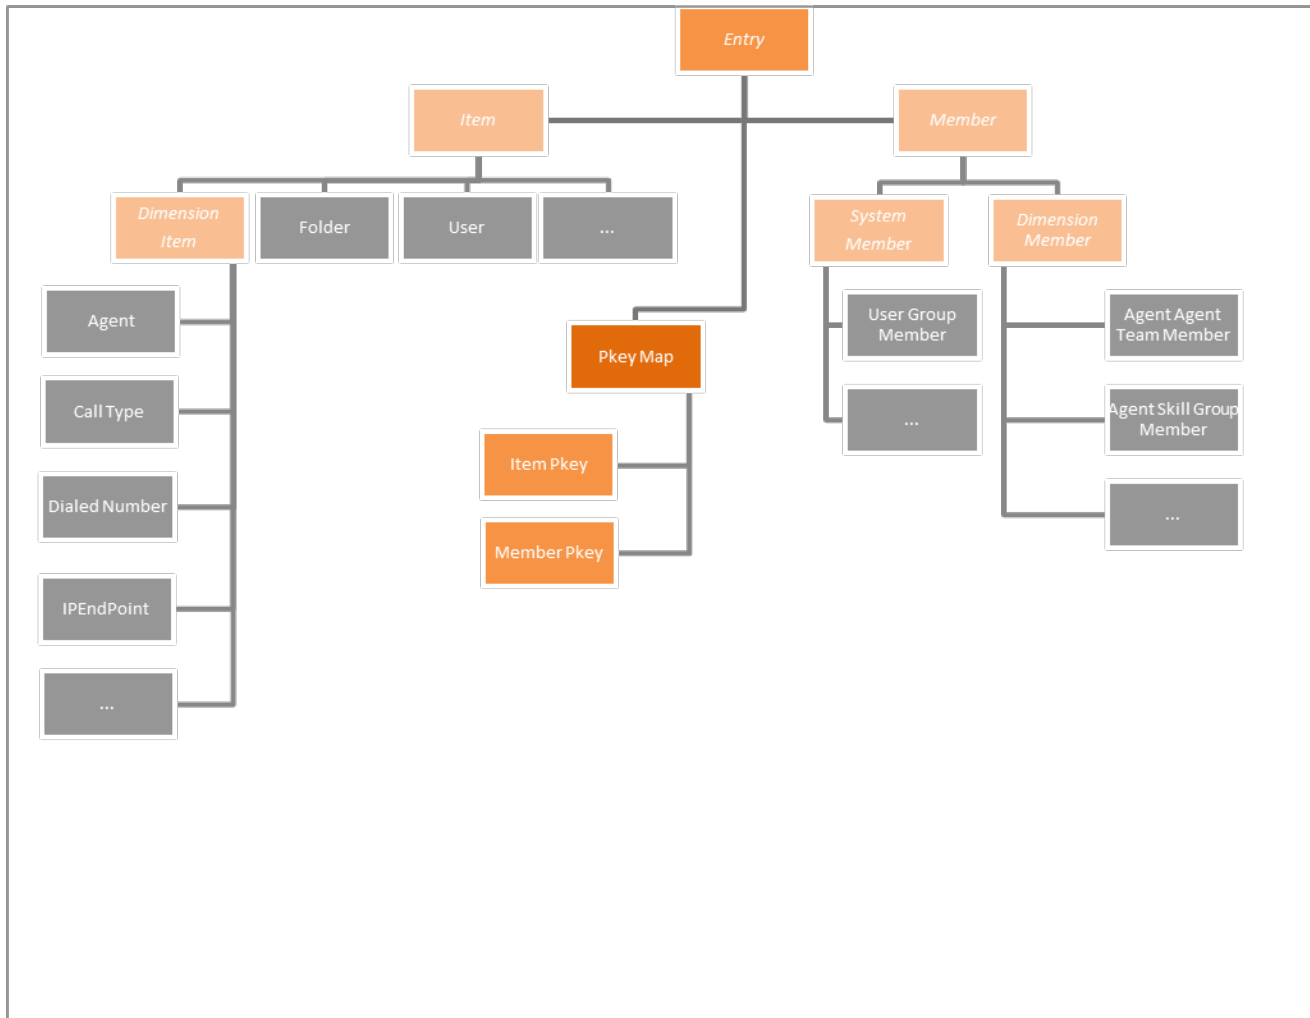 Entry
Item
Member
Dimension
Item
Folder
User
...
System
Member
Dimension
Member
Agent
Call Type
Dialed Number
IPEndPoint
...
Pkey Map
Item Pkey
Member Pkey
User Group
Member
...
Agent Agent
Team Member
Agent Skill Group
Member
...